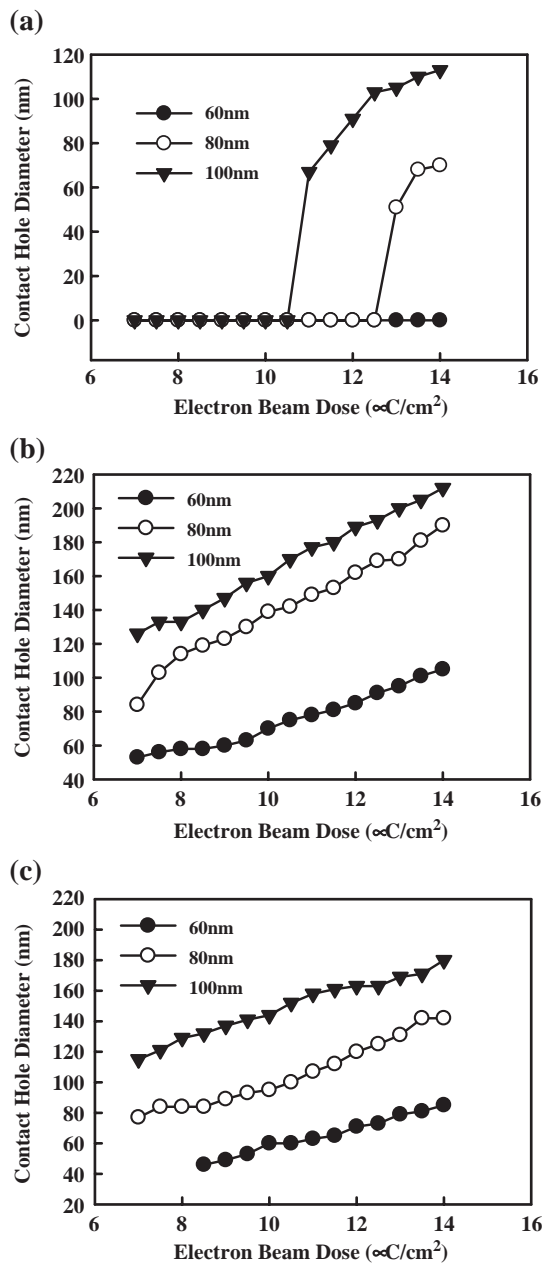 (a)
120
100
80
60
40
20
0
Contact Hole Diameter (nm)
60nm
80nm
100nm
6 8 10 12 14 16
Electron Beam Dose (∝C/cm²)
(b)
220
200
180
160
140
120
100
80
60
40
Contact Hole Diameter (nm)
60nm
80nm
100nm
6 8 10 12 14 16
Electron Beam Dose (∝C/cm²)
(c)
220
200
180
160
140
120
100
80
60
40
20
Contact Hole Diameter (nm)
60nm
80nm
100nm
6 8 10 12 14 16
Electron Beam Dose (∝C/cm²)